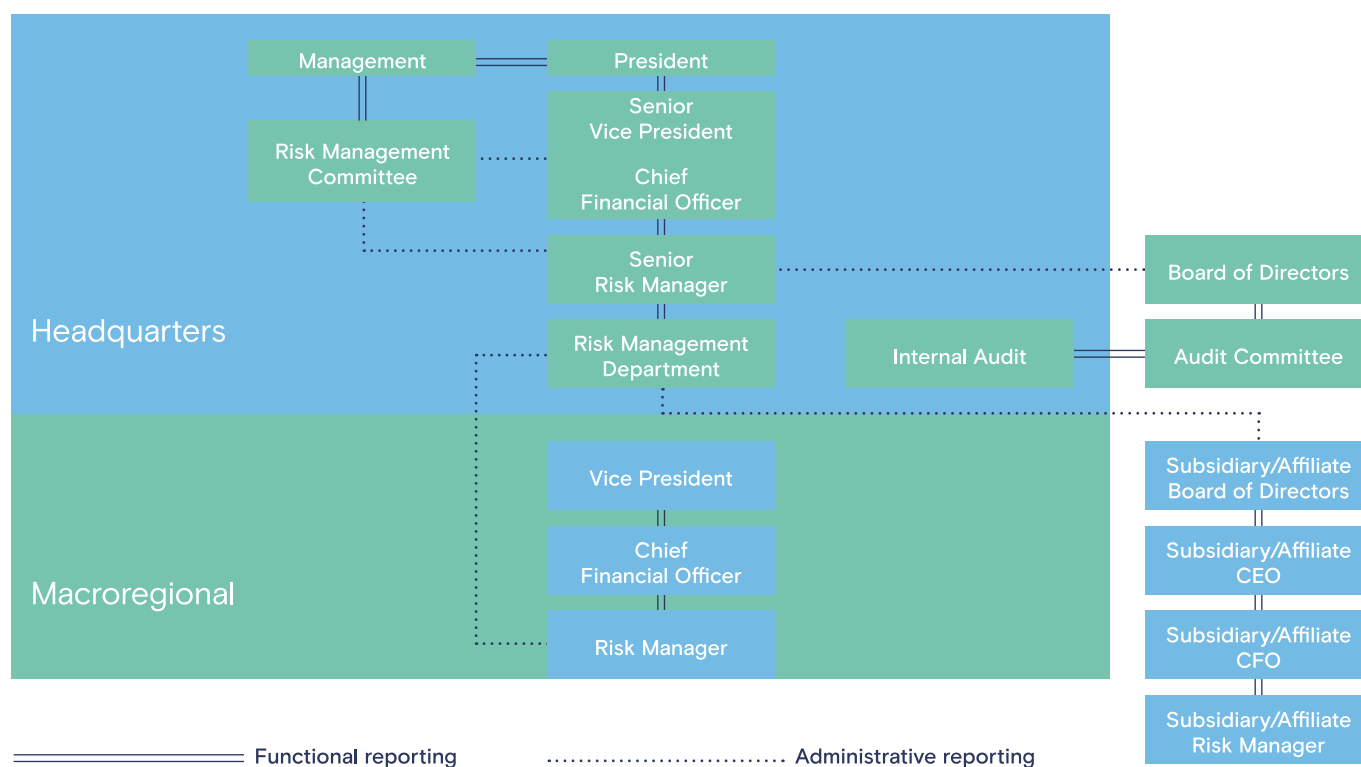 Management
President
Senior
Vice President
Chief
Financial Officer
Risk Management
Committee
Senior
Risk Manager
Board of Directors
Headquarters
Risk Management
Department
Internal Audit
Audit Committee
Vice President
Subsidiary/Affiliate
Board of Directors
Chief
Financial Officer
Subsidiary/Affiliate
CEO
Macroregional
Risk Manager
Subsidiary/Affiliate
CFO
Subsidiary/Affiliate
Risk Manager
Functional reporting
Administrative reporting